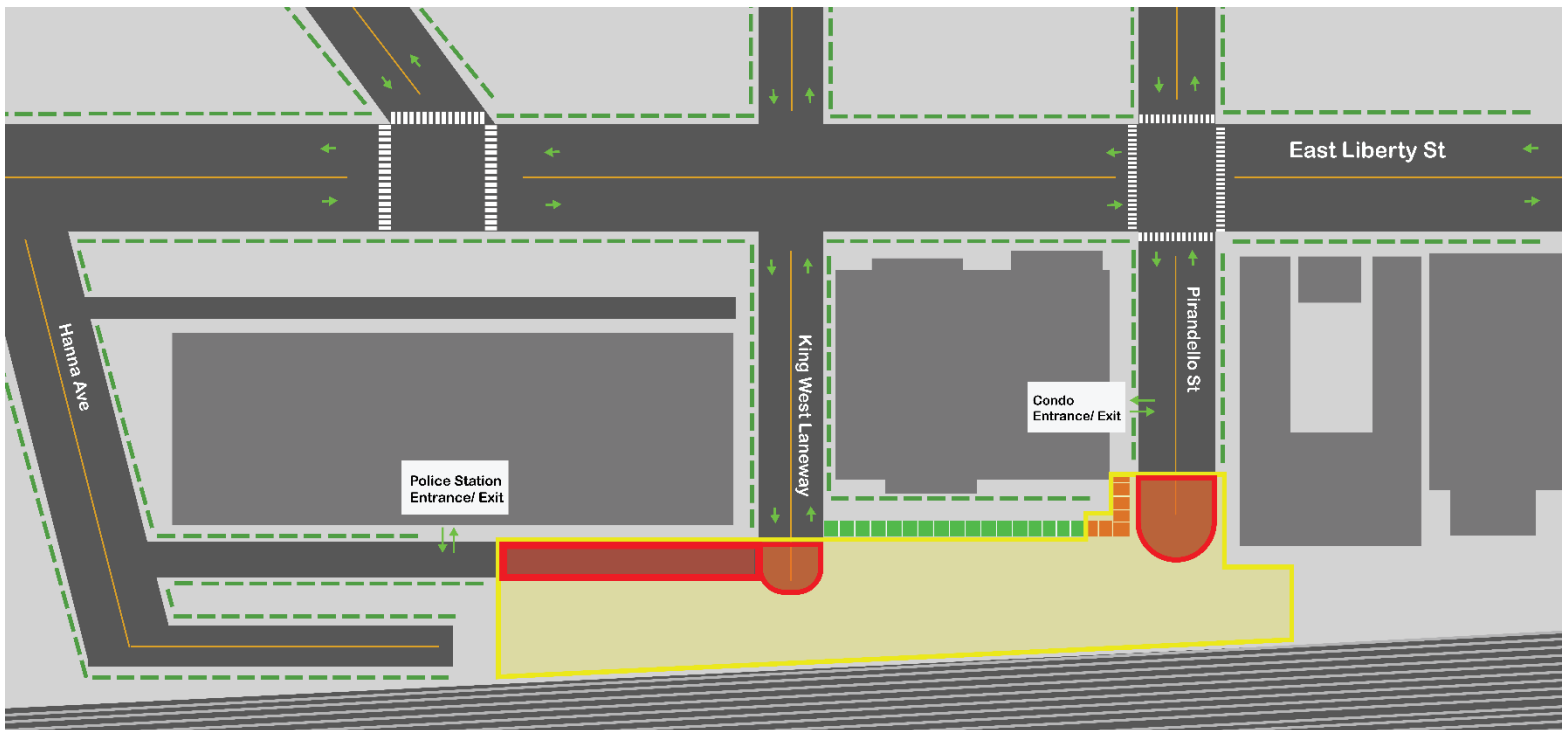 East Liberty St
Hanna Ave
King West Laneway
Pirandello St
Condo
Entrance/ Exit
Police Station
Entrance/ Exit